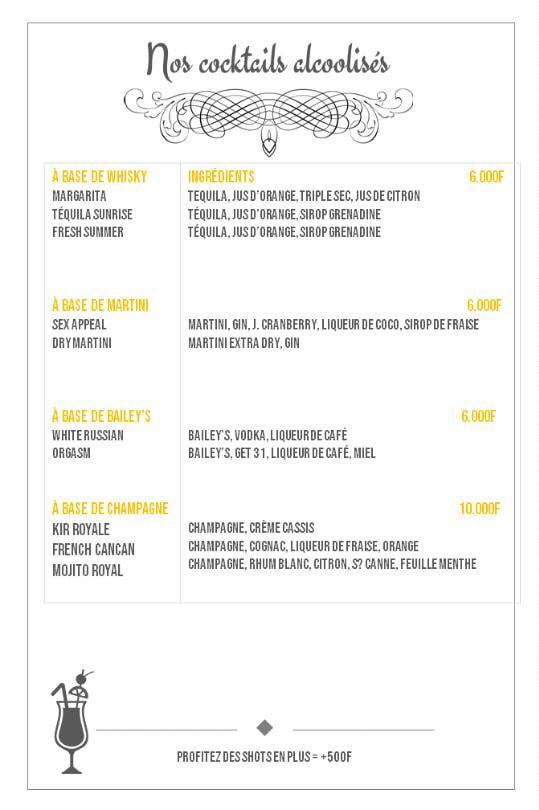 Nos cocktails alcoolisés
À BASE DE WHISKY INGRÉDIENTS 6.000F
MARGARITA TEQUILA, JUS D'ORANGE, TRIPLE SEC, JUS DE CITRON
TÉQUILA SUNRISE TÉQUILA, JUS D'ORANGE, SIROP GRENADINE
FRESH SUMMER TÉQUILA, JUS D'ORANGE, SIROP GRENADINE
À BASE DE MARTINI 6.000F
SEX APPEAL MARTINI, GIN, J. CRANBERRY, LIQUEUR DE COCO, SIROP DE FRAISE
DRY MARTINI MARTINI EXTRA DRY, GIN
À BASE DE BAILEY'S 6.000F
WHITE RUSSIAN BAILEY'S, VODKA, LIQUEUR DE CAFÉ
ORGASM BAILEY'S, GET 31, LIQUEUR DE CAFÉ, MIEL
À BASE DE CHAMPAGNE 10.000F
KIR ROYALE CHAMPAGNE, CRÈME CASSIS
FRENCH CANCAN CHAMPAGNE, COGNAC, LIQUEUR DE FRAISE, ORANGE
MOJITO ROYAL CHAMPAGNE, RHUM BLANC, CITRON, S? CANNE, FEUILLE MENTHE
PROFITEZ DES SHOTS EN PLUS = +500F